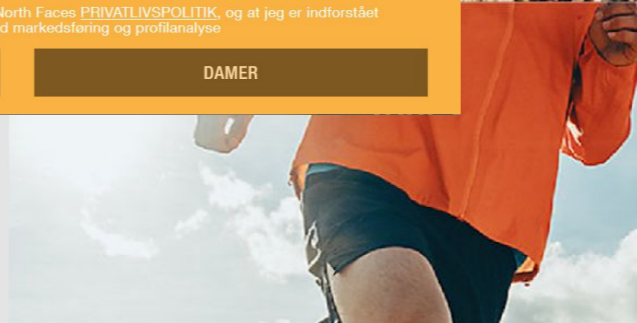 North Faces PRIVATLIVSPOLITIK, og at jeg er indforstået
d markedsføring og profilanalyse
DAMER